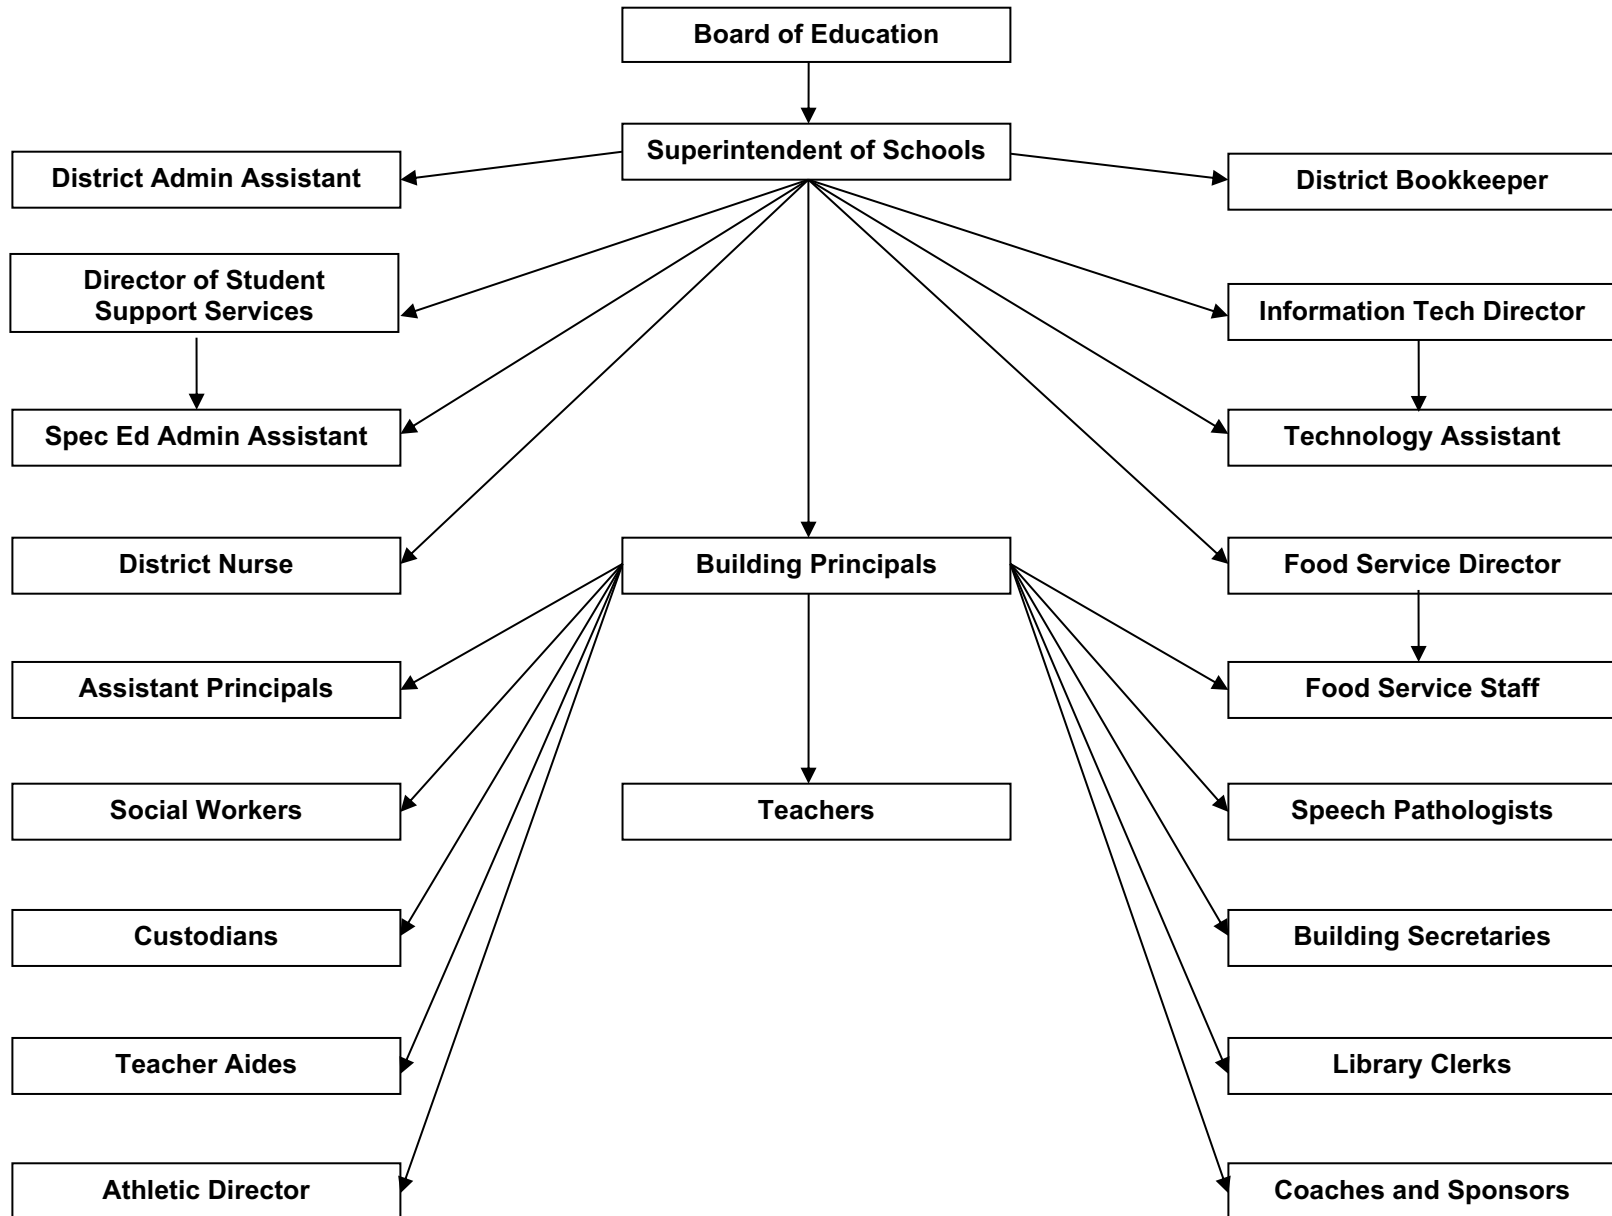 Board of Education
Superintendent of Schools
District Admin Assistant
District Bookkeeper
Director of Student
Support Services
Information Tech Director
Spec Ed Admin Assistant
Technology Assistant
District Nurse
Building Principals
Food Service Director
Assistant Principals
Food Service Staff
Social Workers
Teachers
Speech Pathologists
Custodians
Building Secretaries
Teacher Aides
Library Clerks
Athletic Director
Coaches and Sponsors